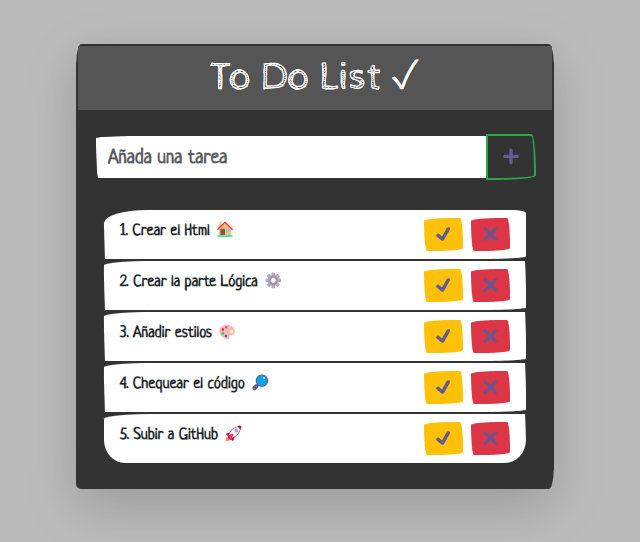 To Do List ✓
Añada una tarea
1. Crear el Html 🏠
2. Crear la parte Lógica ⚙️
3. Añadir estilos 🎨
4. Chequear el código 🔎
5. Subir a GitHub 🚀